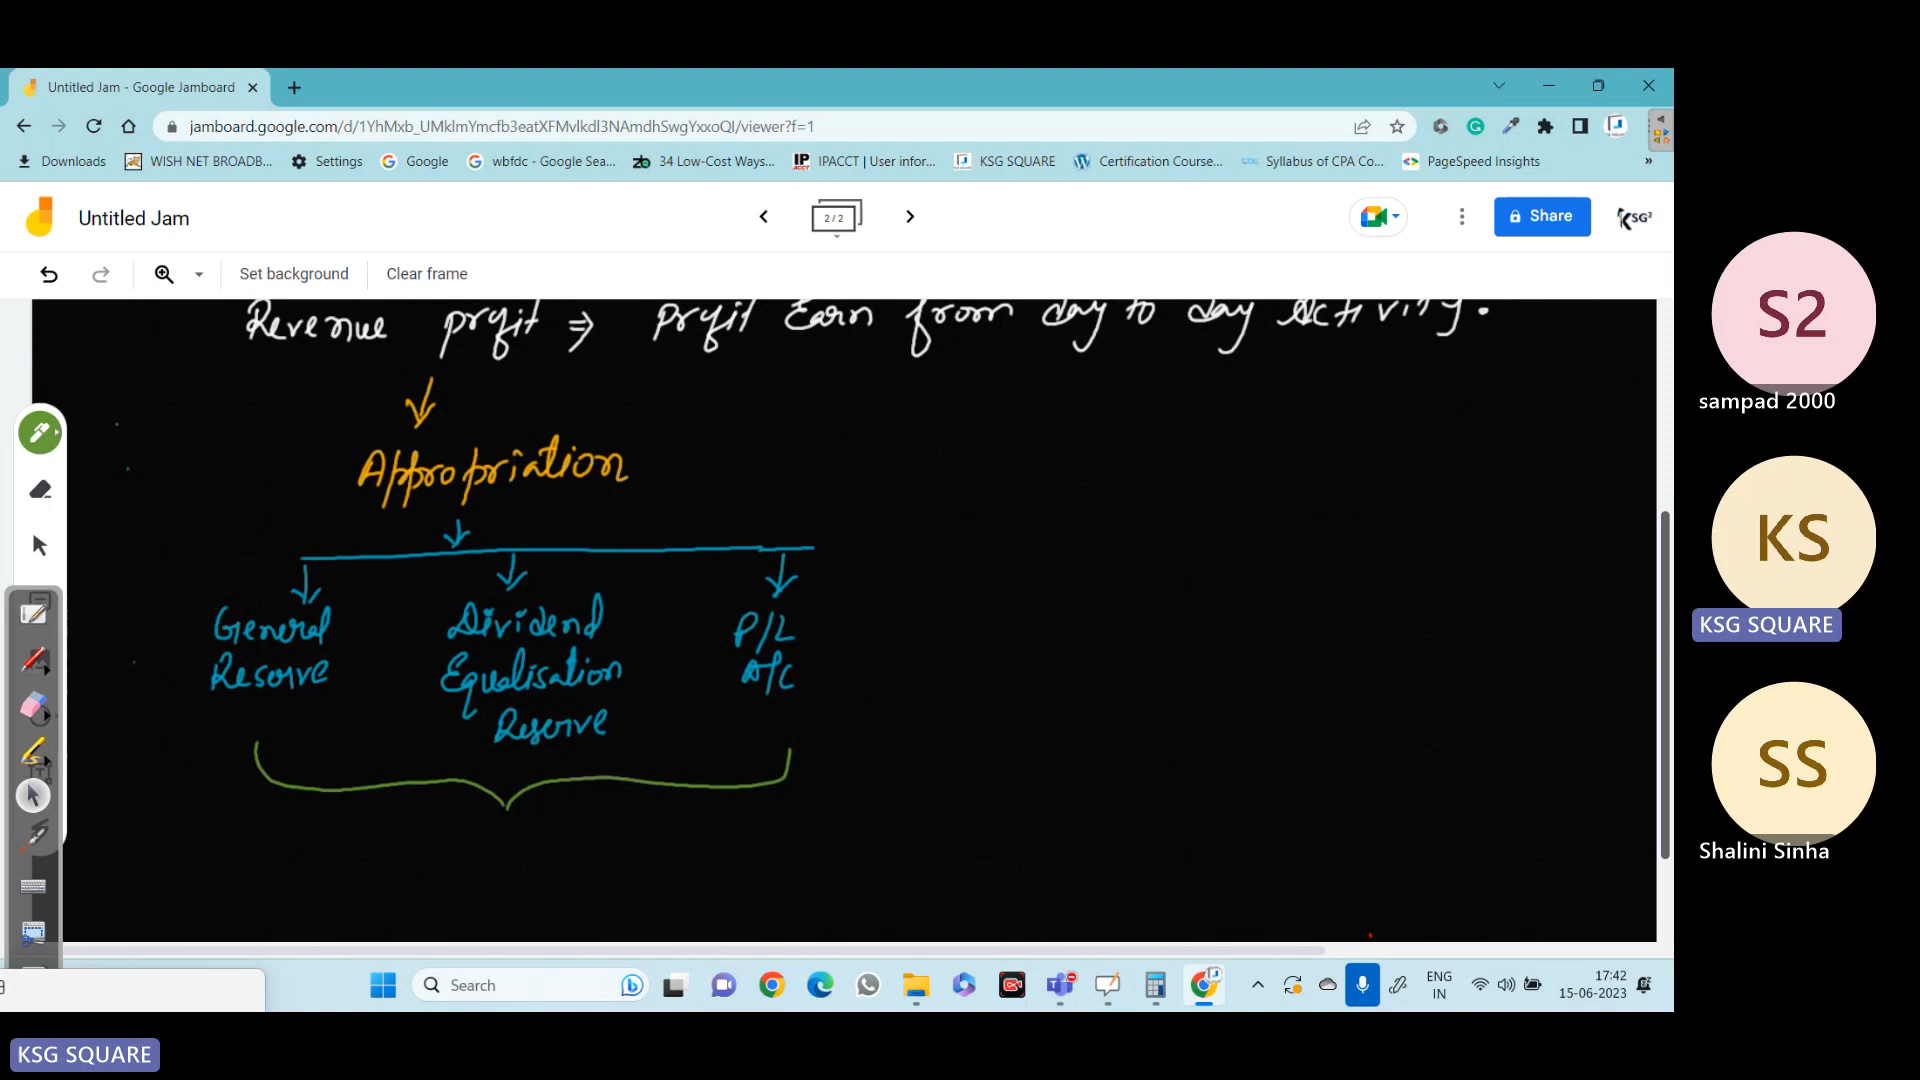 Untitled Jam - Google Jamboard
jamboard.google.com/d/1YhMxb_UMklmYmcfb3eatXFMvlkdl3NAmdhSwgYxxoQI/viewer?f=1
Downloads WISH NET BROADB... Settings Google wbfdc - Google Sea... 34 Low-Cost Ways... IPACCT | User infor... KSG SQUARE Certification Course... Syllabus of CPA Co... PageSpeed Insights »
Untitled Jam
2 / 2
Share
KSG²
Set background
Clear frame
Revenue profit ⇒ profit Earn from day to day Activity.
Appropriation
General
Reserve
Dividend
Equalisation
Reserve
P/L
A/C
S2
sampad 2000
KS
KSG SQUARE
SS
Shalini Sinha
Search
ENG
IN
17:42
15-06-2023
KSG SQUARE